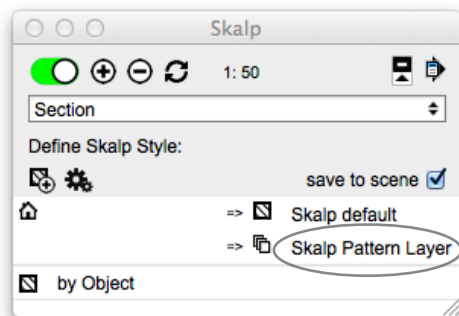 Skalp
1: 50
Section
Define Skalp Style:
save to scene
=> Skalp default
=> Skalp Pattern Layer
by Object